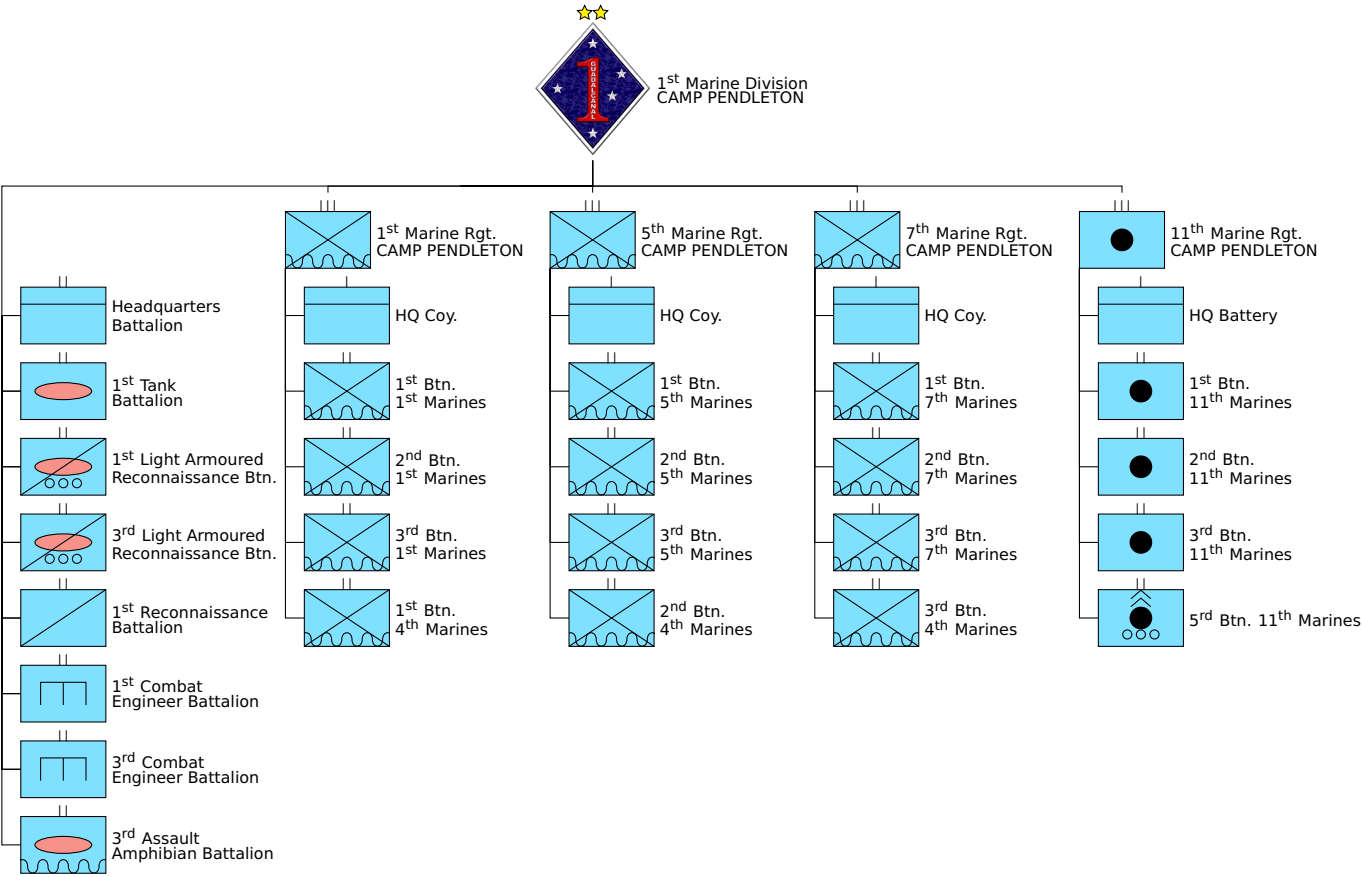 GUADALCANAL
1st Marine Division
CAMP PENDLETON
1st Marine Rgt.
CAMP PENDLETON
5th Marine Rgt.
CAMP PENDLETON
7th Marine Rgt.
CAMP PENDLETON
11th Marine Rgt.
CAMP PENDLETON
Headquarters
Battalion
1st Tank
Battalion
1st Light Armoured
Reconnaissance Btn.
3rd Light Armoured
Reconnaissance Btn.
1st Reconnaissance
Battalion
1st Combat
Engineer Battalion
3rd Combat
Engineer Battalion
3rd Assault
Amphibian Battalion
HQ Coy.
1st Btn.
1st Marines
2nd Btn.
1st Marines
3rd Btn.
1st Marines
1st Btn.
4th Marines
HQ Coy.
1st Btn.
5th Marines
2nd Btn.
5th Marines
3rd Btn.
5th Marines
2nd Btn.
4th Marines
HQ Coy.
1st Btn.
7th Marines
2nd Btn.
7th Marines
3rd Btn.
7th Marines
3rd Btn.
4th Marines
HQ Battery
1st Btn.
11th Marines
2nd Btn.
11th Marines
3rd Btn.
11th Marines
5rd Btn. 11th Marines